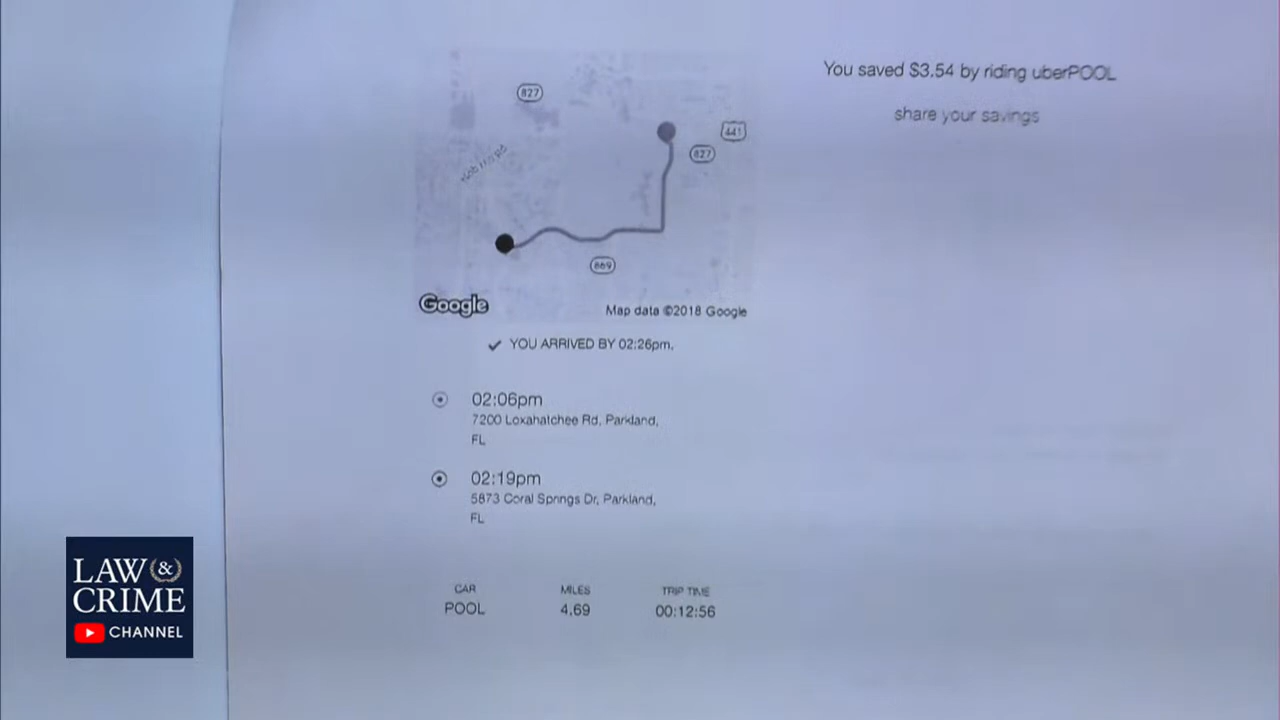 You saved $3.54 by riding uberPOOL
share your savings
827
441
827
869
Google
Map data ©2018 Google
YOU ARRIVED BY 02:26pm.
02:06pm
7200 Loxahatchee Rd, Parkland,
FL
02:19pm
5873 Coral Springs Dr, Parkland,
FL
CAR MILES TRIP TIME
POOL 4.69 00:12:56
LAW &
CRIME
CHANNEL